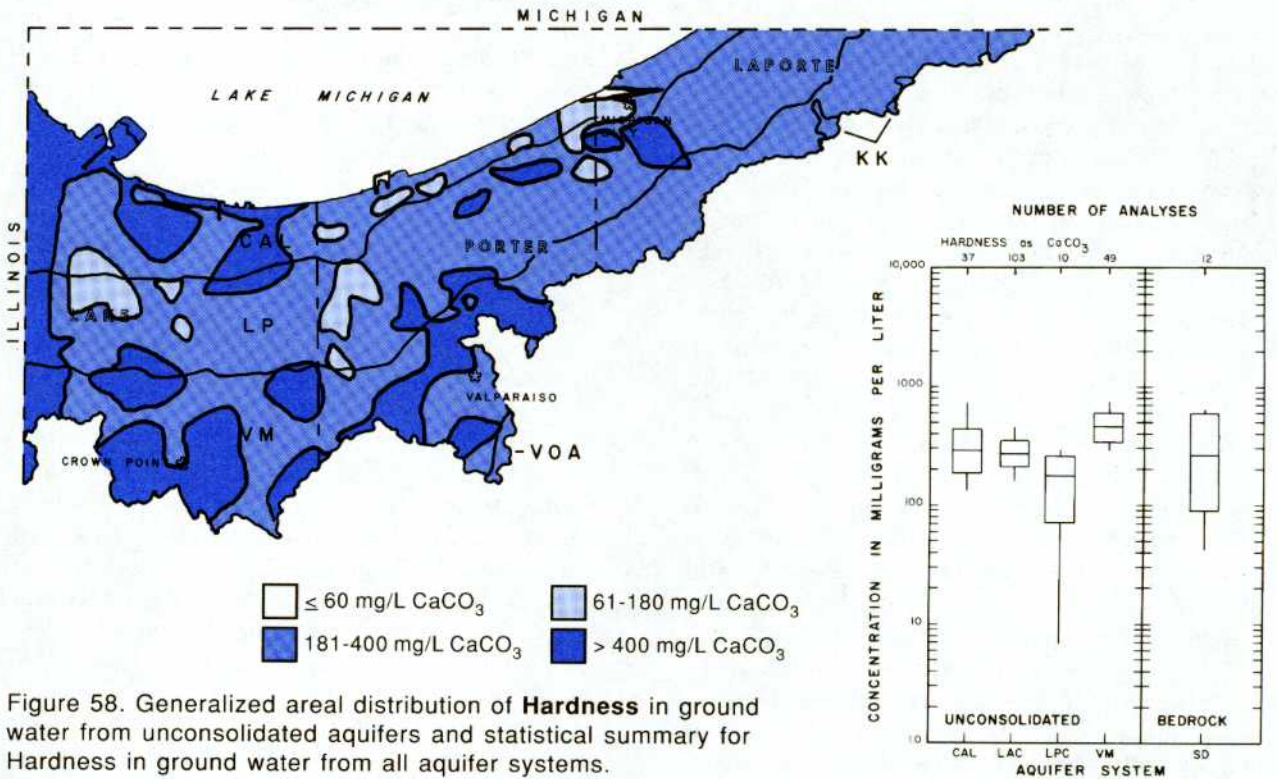 MICHIGAN
LAPORTE
LAKE MICHIGAN
MICHIGAN
KK
ILLINOIS
CAL
PORTER
LAKE
LP
VALPARAISO
VM
CROWN POINT
VOA
NUMBER OF ANALYSES
HARDNESS as CaCO3
37 103 10 49 12
CONCENTRATION IN MILLIGRAMS PER LITER
10,000
1000
100
10
1.0
UNCONSOLIDATED BEDROCK
CAL LAC LPC VM SD
AQUIFER SYSTEM
≤ 60 mg/L CaCO3
61-180 mg/L CaCO3
181-400 mg/L CaCO3
> 400 mg/L CaCO3
Figure 58. Generalized areal distribution of Hardness in ground
water from unconsolidated aquifers and statistical summary for
Hardness in ground water from all aquifer systems.